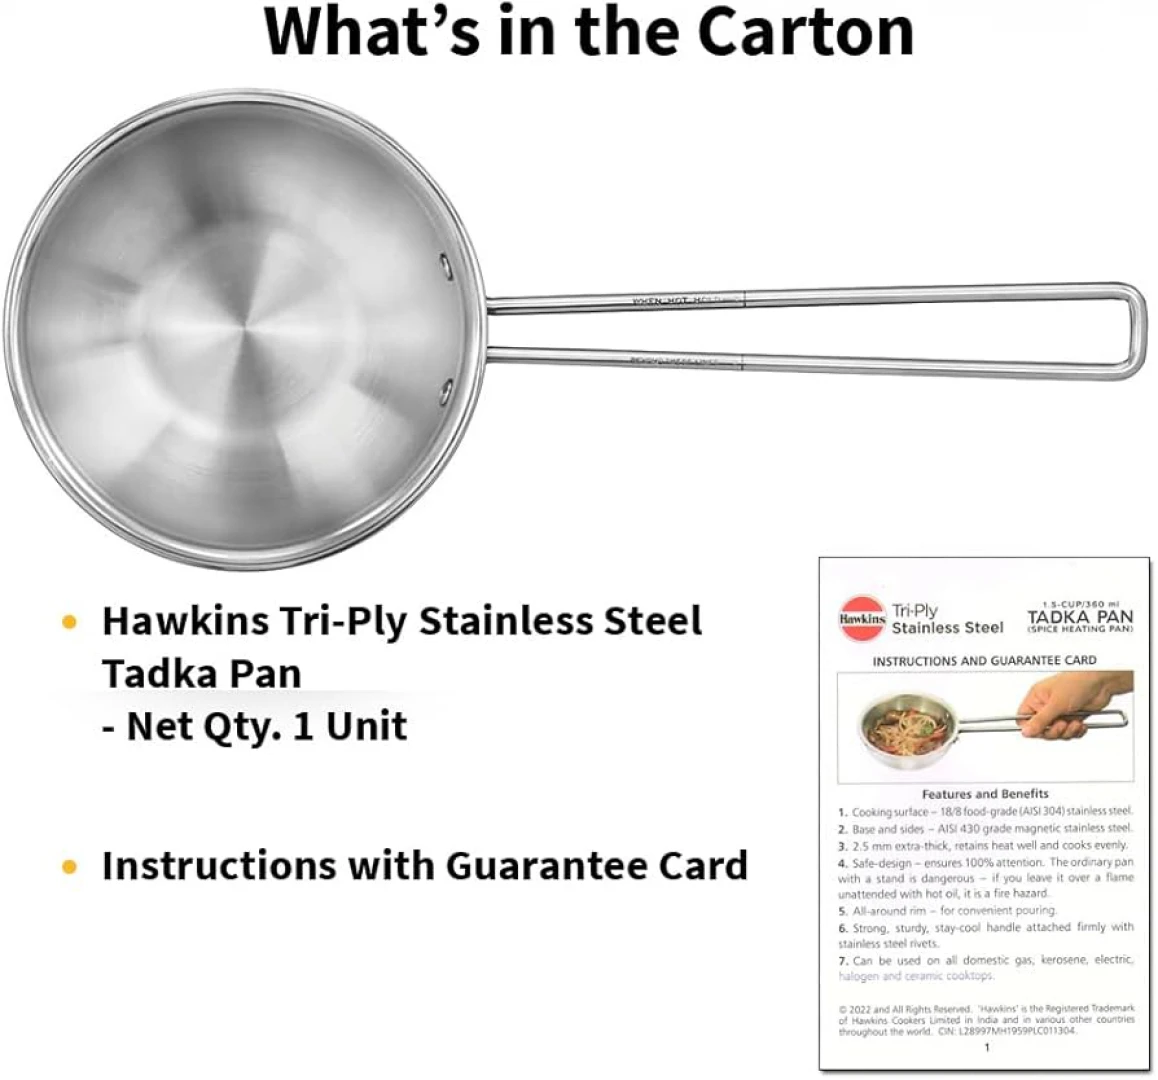 What's in the Carton
WHEN HOT HOLD
• Hawkins Tri-Ply Stainless Steel
Tadka Pan
- Net Qty. 1 Unit
• Instructions with Guarantee Card
Hawkins
Tri-Ply
Stainless Steel
1.5-CUP/360 ml
TADKA PAN
(SPICE HEATING PAN)
INSTRUCTIONS AND GUARANTEE CARD
Features and Benefits
1. Cooking surface – 18/8 food-grade (AISI 304) stainless steel.
2. Base and sides – AISI 430 grade magnetic stainless steel.
3. 2.5 mm extra-thick, retains heat well and cooks evenly.
4. Safe-design – ensures 100% attention. The ordinary pan
with a stand is dangerous – if you leave it over a flame
unattended with hot oil, it is a fire hazard.
5. All-around rim – for convenient pouring.
6. Strong, sturdy, stay-cool handle attached firmly with
stainless steel rivets.
7. Can be used on all domestic gas, kerosene, electric,
halogen and ceramic cooktops.
© 2022 and All Rights Reserved. "Hawkins" is the Registered Trademark
of Hawkins Cookers Limited in India and in various other countries
throughout the world. CIN: L28997MH1959PLC011304.
1